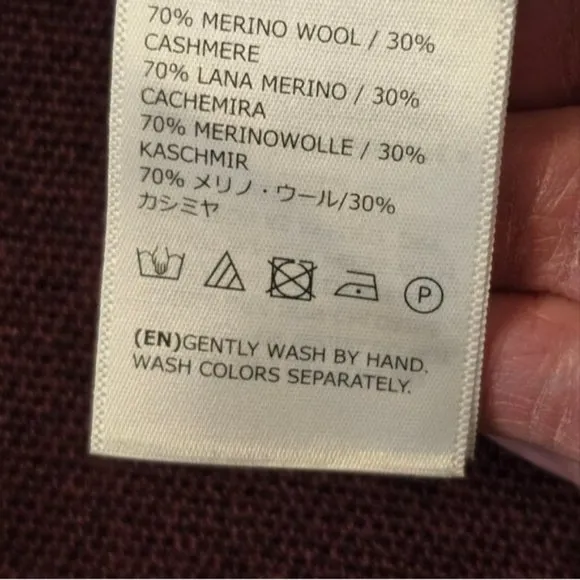 70% MERINO WOOL / 30%
CASHMERE
70% LANA MERINO / 30%
CACHEMIRA
70% MERINOWOLLE / 30%
KASCHMIR
70% メリノ・ウール/30%
カシミヤ
P
(EN)GENTLY WASH BY HAND.
WASH COLORS SEPARATELY.